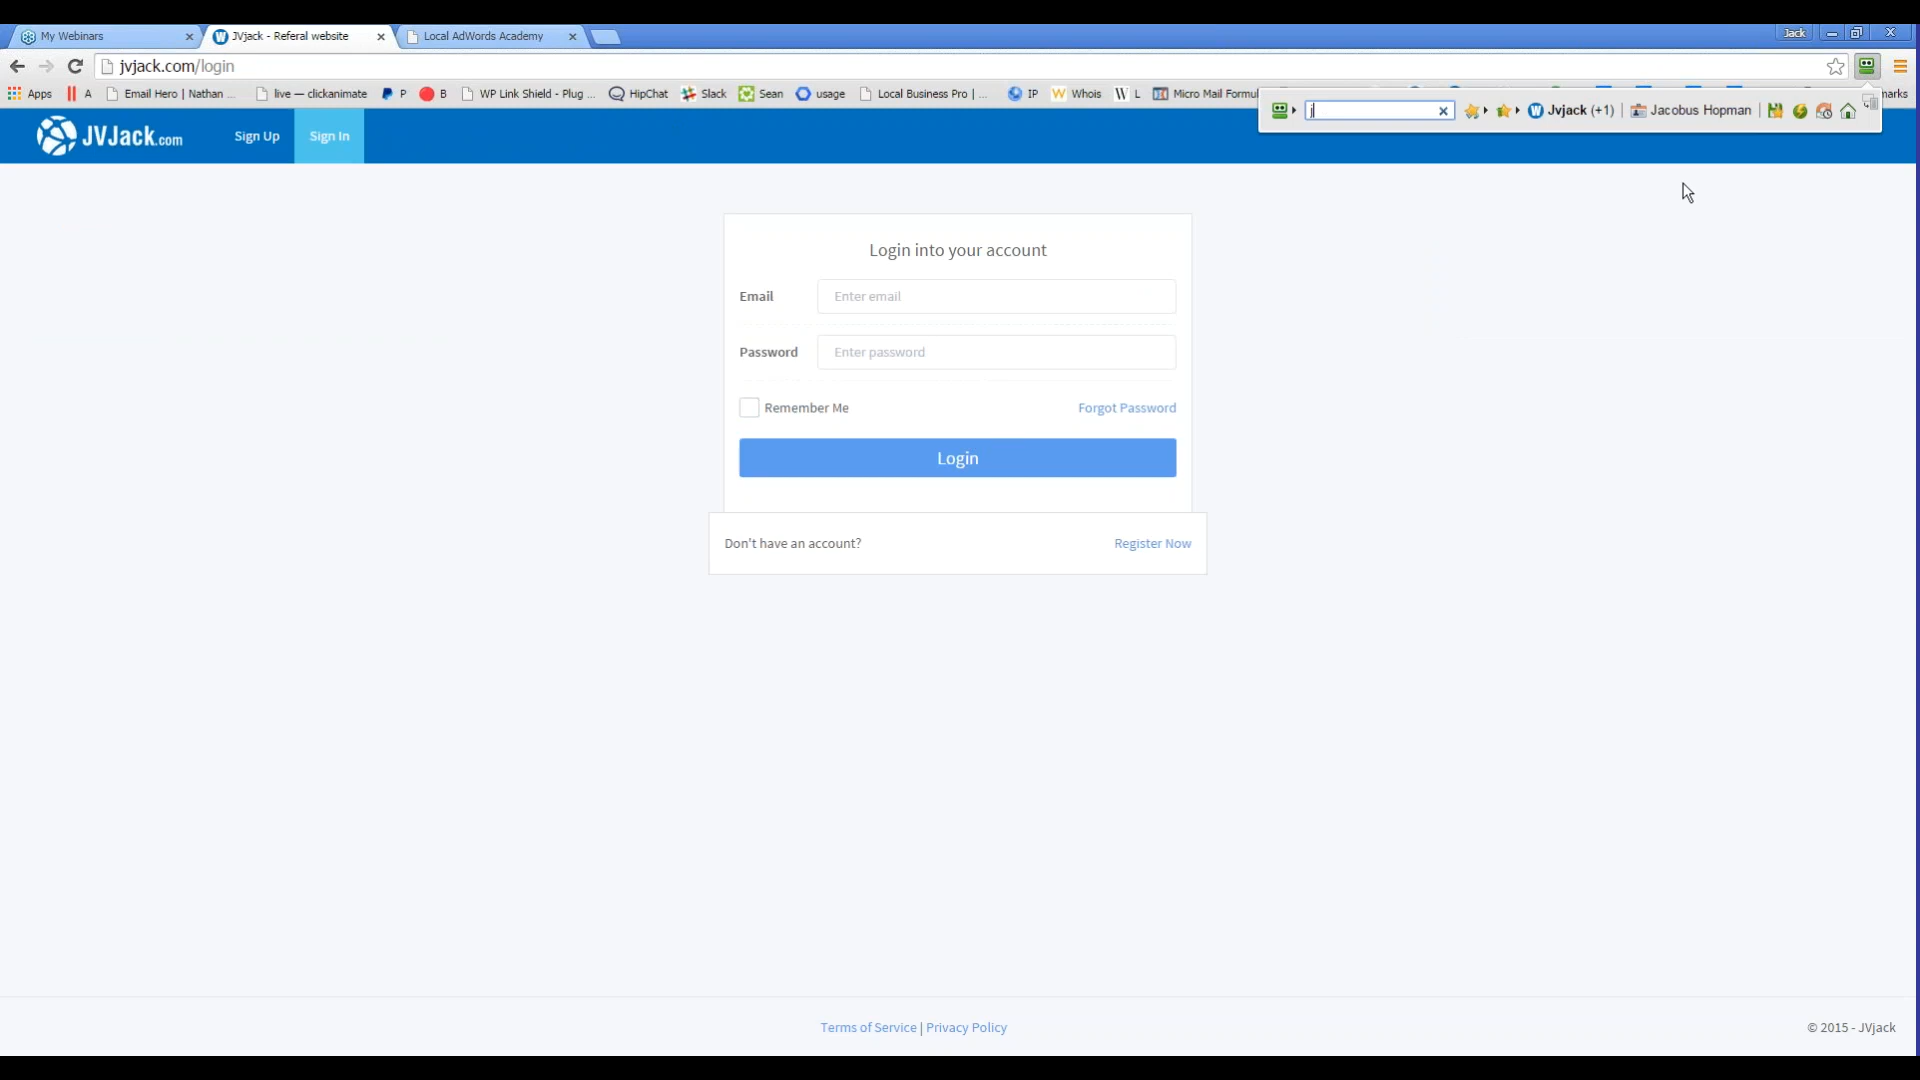 My Webinars
JVjack - Referal website
Local AdWords Academy
Jack
jvjack.com/login
Apps
A
Email Hero | Nathan ...
live — clickanimate
P
B
WP Link Shield - Plug ...
HipChat
Slack
Sean
usage
Local Business Pro | ...
IP
Whois
L
Micro Mail Formul
j
Jvjack (+1)
Jacobus Hopman
JVJack.com
Sign Up
Sign In
Login into your account
Email
Enter email
Password
Enter password
Remember Me
Forgot Password
Login
Don't have an account?
Register Now
Terms of Service | Privacy Policy
© 2015 - JVjack